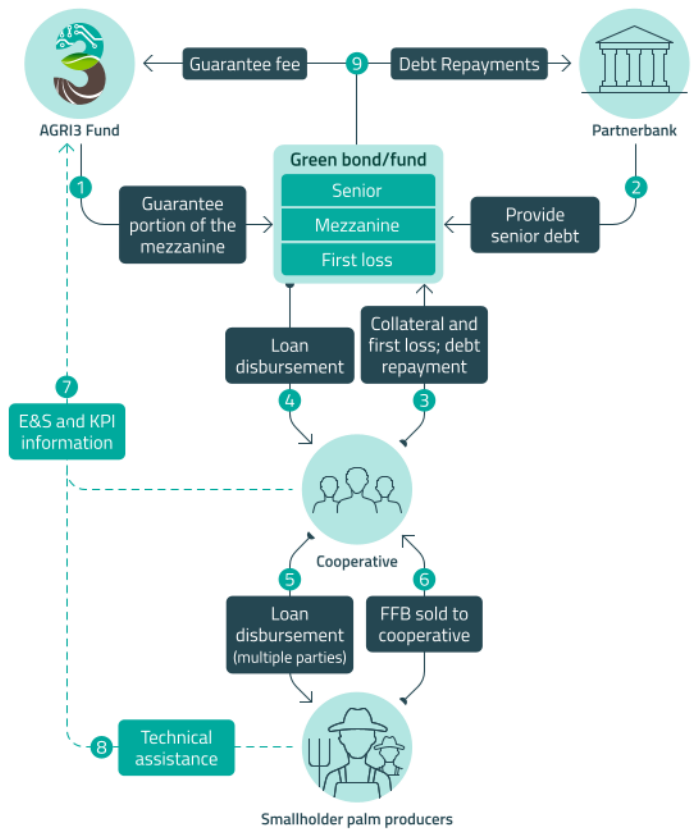 Guarantee fee
9
Debt Repayments
AGRI3 Fund
Partnerbank
Green bond/fund
Senior
Mezzanine
First loss
1
Guarantee
portion of the
mezzanine
2
Provide
senior debt
Loan
disbursement
4
Collateral and
first loss; debt
repayment
3
7
E&S and KPI
information
Cooperative
5
Loan
disbursement
(multiple parties)
6
FFB sold to
cooperative
8
Technical
assistance
Smallholder palm producers